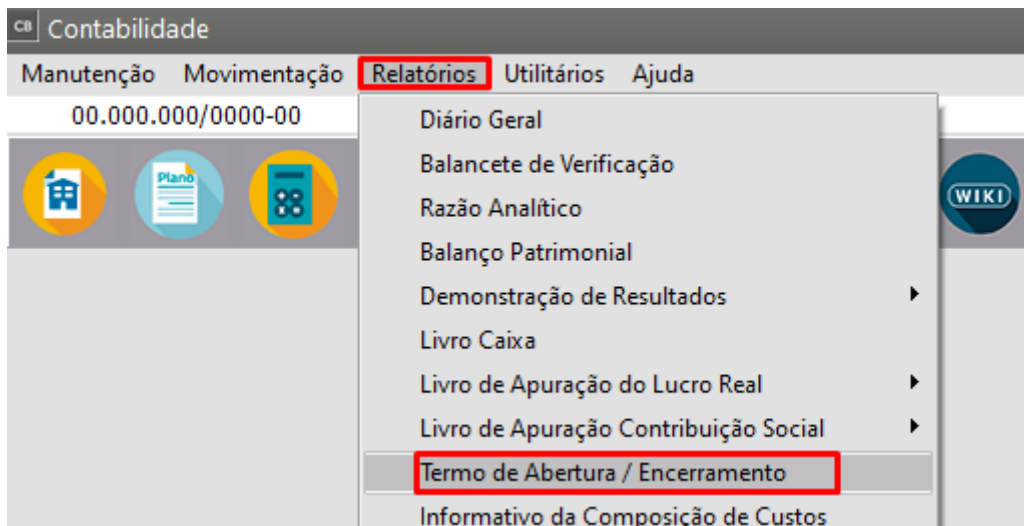 CB Contabilidade
Manutenção Movimentação Relatórios Utilitários Ajuda
00.000.000/0000-00
Plano
WIKI
Diário Geral
Balancete de Verificação
Razão Analítico
Balanço Patrimonial
Demonstração de Resultados
Livro Caixa
Livro de Apuração do Lucro Real
Livro de Apuração Contribuição Social
Termo de Abertura / Encerramento
Informativo da Composição de Custos